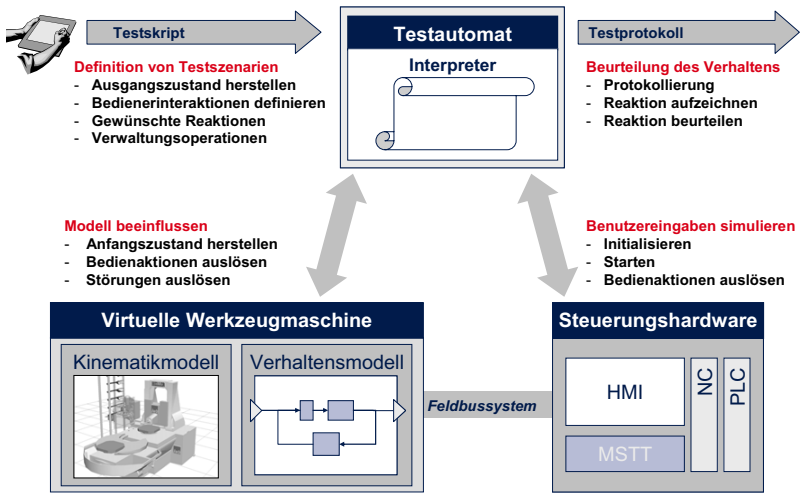 Testskript
Definition von Testszenarien
- Ausgangszustand herstellen
- Bedienerinteraktionen definieren
- Gewünschte Reaktionen
- Verwaltungsoperationen
Testautomat
Interpreter
Testprotokoll
Beurteilung des Verhaltens
- Protokollierung
- Reaktion aufzeichnen
- Reaktion beurteilen
Modell beeinflussen
- Anfangszustand herstellen
- Bedienaktionen auslösen
- Störungen auslösen
Benutzereingaben simulieren
- Initialisieren
- Starten
- Bedienaktionen auslösen
Virtuelle Werkzeugmaschine
Kinematikmodell
Verhaltensmodell
Feldbussystem
Steuerungshardware
HMI
MSTT
NC
PLC